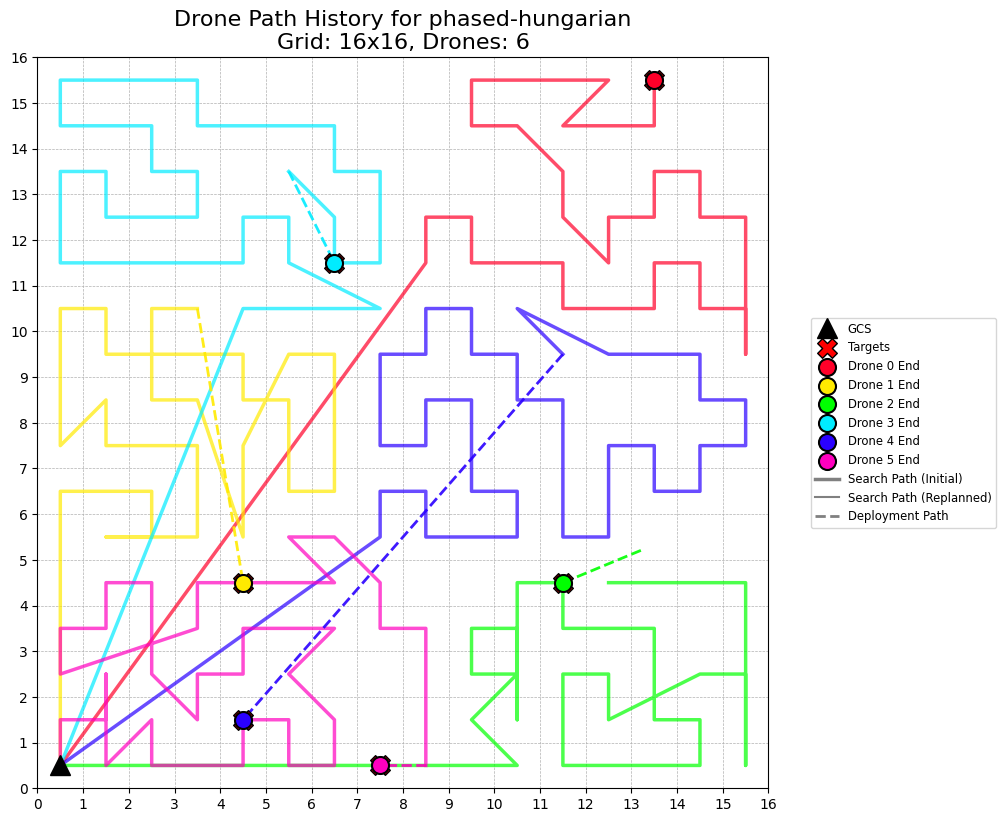 Drone Path History for phased-hungarian
Grid: 16x16, Drones: 6
16
15
14
13
12
11
10
9
8
7
6
5
4
3
2
1
0
0 1 2 3 4 5 6 7 8 9 10 11 12 13 14 15 16
GCS
Targets
Drone 0 End
Drone 1 End
Drone 2 End
Drone 3 End
Drone 4 End
Drone 5 End
Search Path (Initial)
Search Path (Replanned)
Deployment Path